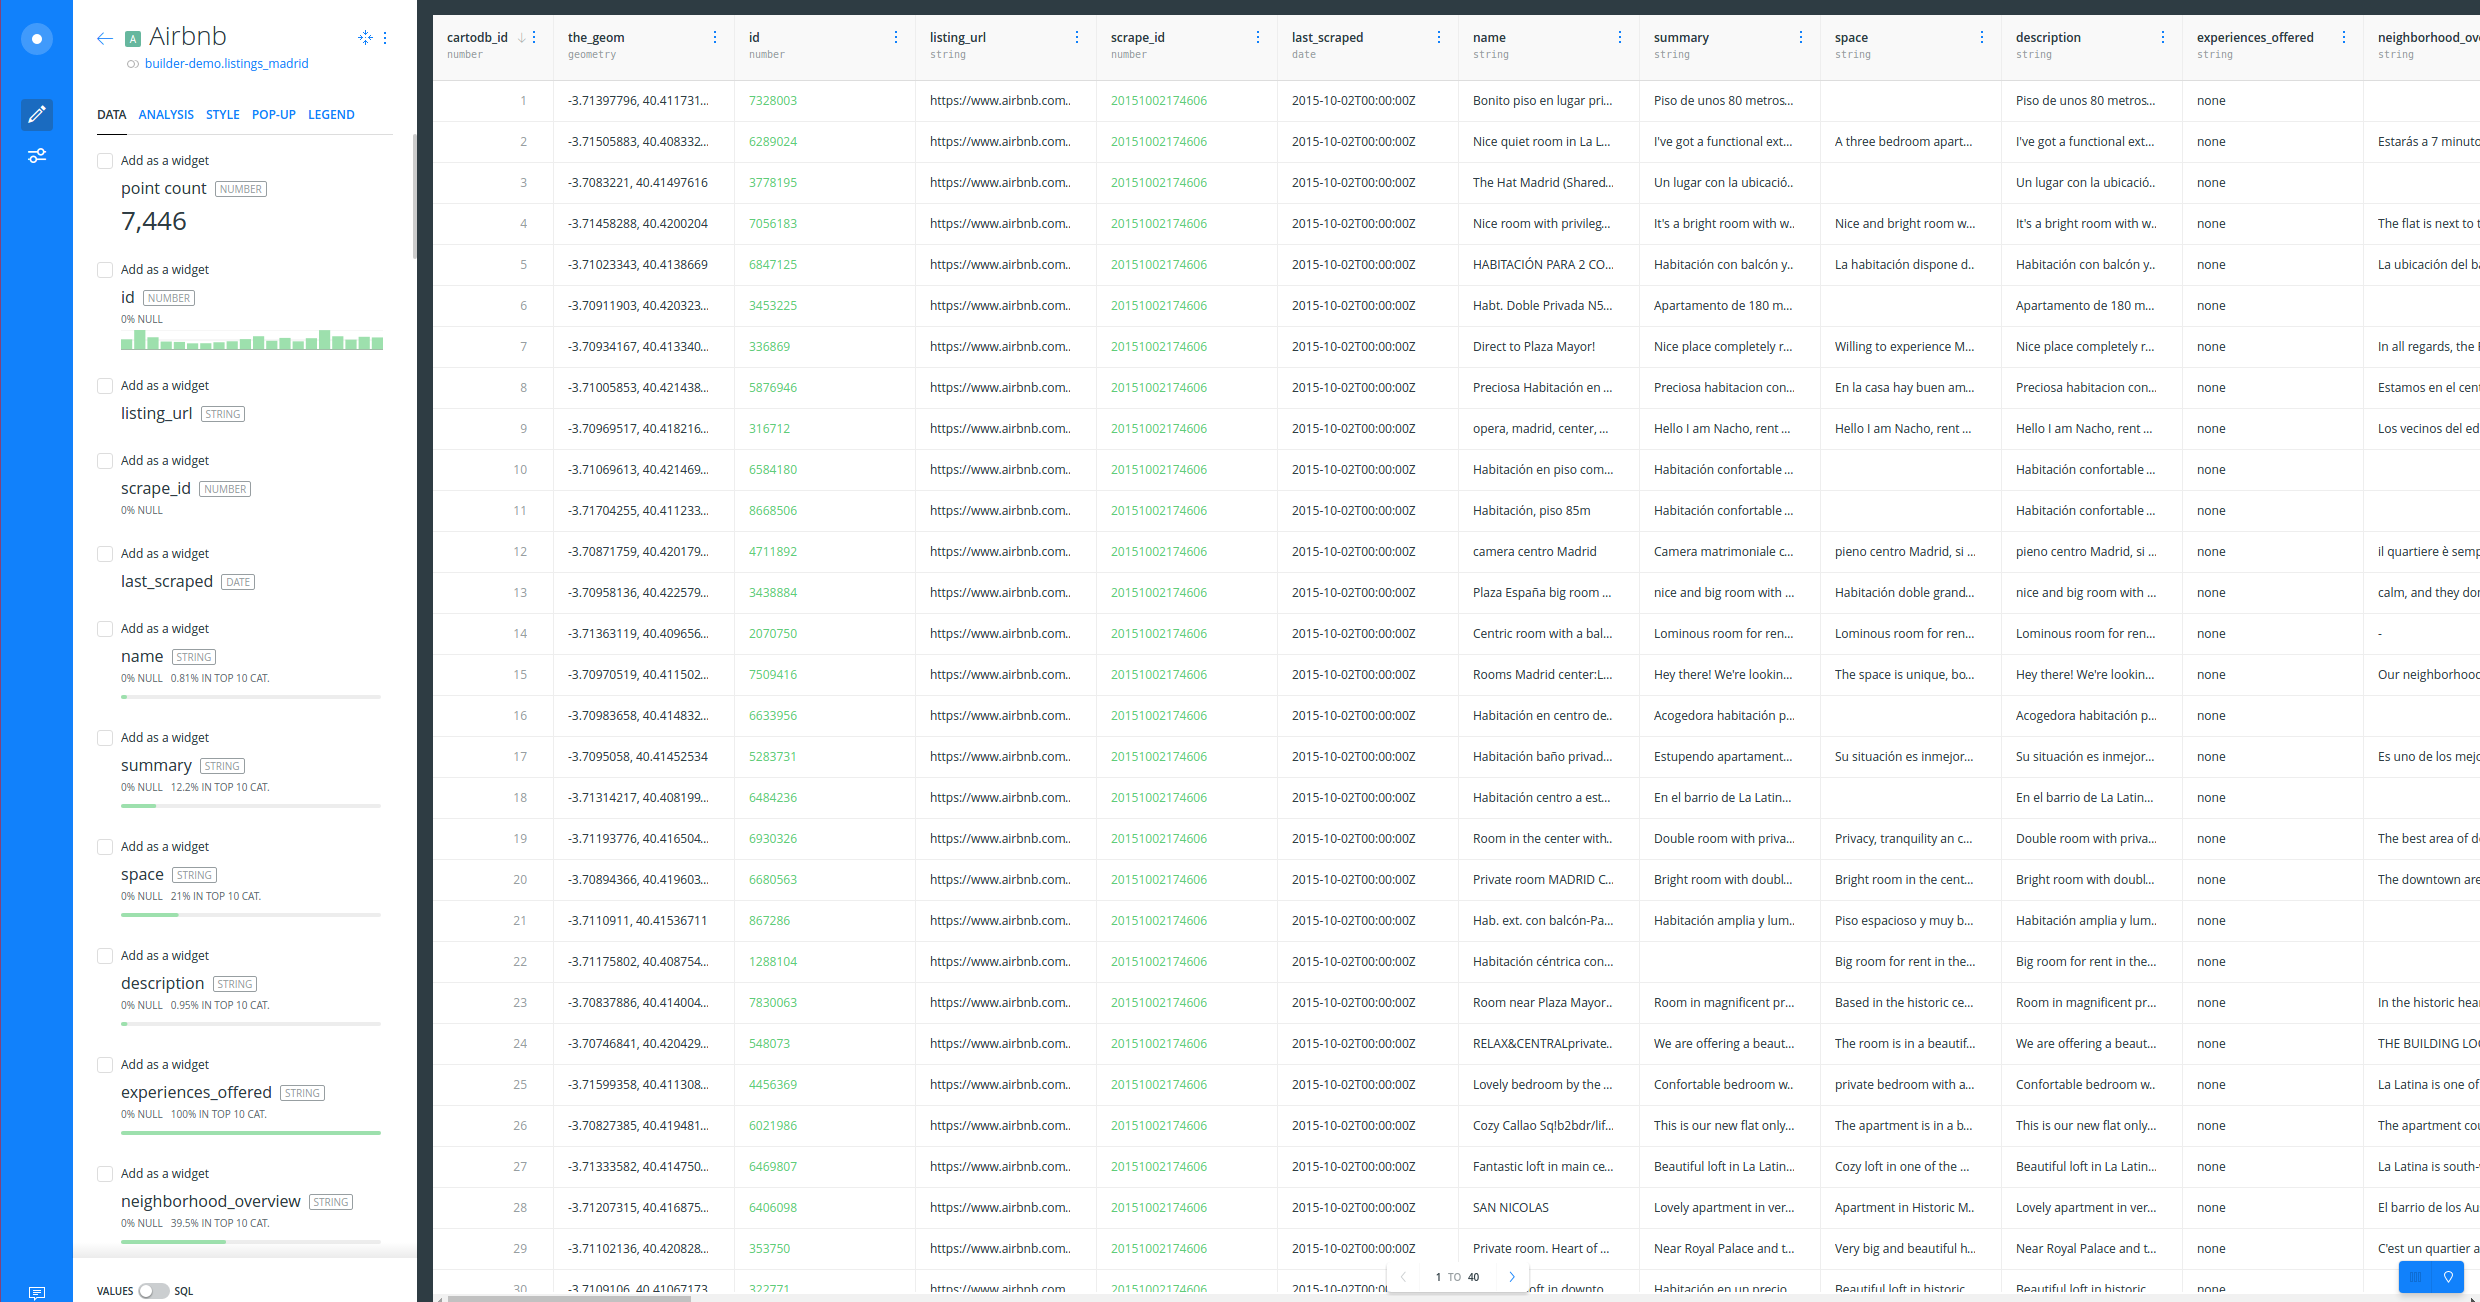 Airbnb
builder-demo.listings_madrid
DATA ANALYSIS STYLE POP-UP LEGEND
Add as a widget
point count NUMBER
7,446
Add as a widget
id NUMBER
0% NULL
Add as a widget
listing_url STRING
Add as a widget
scrape_id NUMBER
0% NULL
Add as a widget
last_scraped DATE
Add as a widget
name STRING
0% NULL 0.81% IN TOP 10 CAT.
Add as a widget
summary STRING
0% NULL 12.2% IN TOP 10 CAT.
Add as a widget
space STRING
0% NULL 21% IN TOP 10 CAT.
Add as a widget
description STRING
0% NULL 0.95% IN TOP 10 CAT.
Add as a widget
experiences_offered STRING
0% NULL 100% IN TOP 10 CAT.
Add as a widget
neighborhood_overview STRING
0% NULL 39.5% IN TOP 10 CAT.
VALUES SQL
cartodb_id the_geom id listing_url scrape_id last_scraped name summary space description experiences_offered neighborhood_ov
number geometry number string number date string string string string string string
1 -3.71397796, 40.411731... 7328003 https://www.airbnb.com.. 20151002174606 2015-10-02T00:00:00Z Bonito piso en lugar pri... Piso de unos 80 metros... Piso de unos 80 metros... none
2 -3.71505883, 40.408332... 6289024 https://www.airbnb.com.. 20151002174606 2015-10-02T00:00:00Z Nice quiet room in La L... I've got a functional ext... A three bedroom apart... I've got a functional ext... none Estarás a 7 minuto
3 -3.7083221, 40.41497616 3778195 https://www.airbnb.com.. 20151002174606 2015-10-02T00:00:00Z The Hat Madrid (Shared... Un lugar con la ubicació.. Un lugar con la ubicació.. none
4 -3.71458288, 40.4200204 7056183 https://www.airbnb.com.. 20151002174606 2015-10-02T00:00:00Z Nice room with privileg... It's a bright room with w.. Nice and bright room w... It's a bright room with w.. none The flat is next to t
5 -3.71023343, 40.4138669 6847125 https://www.airbnb.com.. 20151002174606 2015-10-02T00:00:00Z HABITACIÓN PARA 2 CO... Habitación con balcón y.. La habitación dispone d.. Habitación con balcón y.. none La ubicación del ba
6 -3.70911903, 40.420323... 3453225 https://www.airbnb.com.. 20151002174606 2015-10-02T00:00:00Z Habt. Doble Privada N5... Apartamento de 180 m... Apartamento de 180 m... none
7 -3.70934167, 40.413340... 336869 https://www.airbnb.com.. 20151002174606 2015-10-02T00:00:00Z Direct to Plaza Mayor! Nice place completely r... Willing to experience M... Nice place completely r... none In all regards, the
8 -3.71005853, 40.421438... 5876946 https://www.airbnb.com.. 20151002174606 2015-10-02T00:00:00Z Preciosa Habitación en ... Preciosa habitacion con... En la casa hay buen am... Preciosa habitacion con... none Estamos en el cen
9 -3.70969517, 40.418216... 316712 https://www.airbnb.com.. 20151002174606 2015-10-02T00:00:00Z opera, madrid, center, ... Hello I am Nacho, rent ... Hello I am Nacho, rent ... Hello I am Nacho, rent ... none Los vecinos del ed
10 -3.71069613, 40.421469... 6584180 https://www.airbnb.com.. 20151002174606 2015-10-02T00:00:00Z Habitación en piso com... Habitación confortable ... Habitación confortable ... none
11 -3.71704255, 40.411233... 8668506 https://www.airbnb.com.. 20151002174606 2015-10-02T00:00:00Z Habitación, piso 85m Habitación confortable ... Habitación confortable ... none
12 -3.70871759, 40.420179... 4711892 https://www.airbnb.com.. 20151002174606 2015-10-02T00:00:00Z camera centro Madrid Camera matrimoniale c... pieno centro Madrid, si ... pieno centro Madrid, si ... none il quartiere è semp
13 -3.70958136, 40.422579... 3438884 https://www.airbnb.com.. 20151002174606 2015-10-02T00:00:00Z Plaza España big room ... nice and big room with ... Habitación doble grand... nice and big room with ... none calm, and they don
14 -3.71363119, 40.409656... 2070750 https://www.airbnb.com.. 20151002174606 2015-10-02T00:00:00Z Centric room with a bal... Lominous room for ren... Lominous room for ren... Lominous room for ren... none -
15 -3.70970519, 40.411502... 7509416 https://www.airbnb.com.. 20151002174606 2015-10-02T00:00:00Z Rooms Madrid center:L... Hey there! We're lookin... The space is unique, bo... Hey there! We're lookin... none Our neighborhood
16 -3.70983658, 40.414832... 6633956 https://www.airbnb.com.. 20151002174606 2015-10-02T00:00:00Z Habitación en centro de.. Acogedora habitación p... Acogedora habitación p... none
17 -3.7095058, 40.41452534 5283731 https://www.airbnb.com.. 20151002174606 2015-10-02T00:00:00Z Habitación baño privad... Estupendo apartament... Su situación es inmejor... Su situación es inmejor... none Es uno de los mejo
18 -3.71314217, 40.408199... 6484236 https://www.airbnb.com.. 20151002174606 2015-10-02T00:00:00Z Habitación centro a est... En el barrio de La Latin... En el barrio de La Latin... none
19 -3.71193776, 40.416504... 6930326 https://www.airbnb.com.. 20151002174606 2015-10-02T00:00:00Z Room in the center with.. Double room with priva... Privacy, tranquility an c... Double room with priva... none The best area of d
20 -3.70894366, 40.419603... 6680563 https://www.airbnb.com.. 20151002174606 2015-10-02T00:00:00Z Private room MADRID C... Bright room with doubl... Bright room in the cent... Bright room with doubl... none The downtown are
21 -3.7110911, 40.41536711 867286 https://www.airbnb.com.. 20151002174606 2015-10-02T00:00:00Z Hab. ext. con balcón-Pa... Habitación amplia y lum.. Piso espacioso y muy b... Habitación amplia y lum.. none
22 -3.71175802, 40.408754... 1288104 https://www.airbnb.com.. 20151002174606 2015-10-02T00:00:00Z Habitación céntrica con... Big room for rent in the... Big room for rent in the... none
23 -3.70837886, 40.414004... 7830063 https://www.airbnb.com.. 20151002174606 2015-10-02T00:00:00Z Room near Plaza Mayor.. Room in magnificent pr... Based in the historic ce... Room in magnificent pr... none In the historic hea
24 -3.70746841, 40.420429... 548073 https://www.airbnb.com.. 20151002174606 2015-10-02T00:00:00Z RELAX&CENTRALprivate.. We are offering a beaut... The room is in a beautif... We are offering a beaut... none THE BUILDING LO
25 -3.71599358, 40.411308... 4456369 https://www.airbnb.com.. 20151002174606 2015-10-02T00:00:00Z Lovely bedroom by the ... Confortable bedroom w.. private bedroom with a... Confortable bedroom w.. none La Latina is one of
26 -3.70827385, 40.419481... 6021986 https://www.airbnb.com.. 20151002174606 2015-10-02T00:00:00Z Cozy Callao Sq!b2bdr/lif... This is our new flat only... The apartment is in a b... This is our new flat only... none The apartment cou
27 -3.71333582, 40.414750... 6469807 https://www.airbnb.com.. 20151002174606 2015-10-02T00:00:00Z Fantastic loft in main ce... Beautiful loft in La Latin... Cozy loft in one of the ... Beautiful loft in La Latin... none La Latina is south-
28 -3.71207315, 40.416875... 6406098 https://www.airbnb.com.. 20151002174606 2015-10-02T00:00:00Z SAN NICOLAS Lovely apartment in ver... Apartment in Historic M.. Lovely apartment in ver... none El barrio de los Au
29 -3.71102136, 40.420828... 353750 https://www.airbnb.com.. 20151002174606 2015-10-02T00:00:00Z Private room. Heart of ... Near Royal Palace and t... Very big and beautiful h... Near Royal Palace and t... none C'est un quartier a
30 -3.7109106, 40.41067173 322771 https://www.airbnb.com.. 20151002174606 2015-10-02T00:0 oft in downto Habitación en un precio Beautiful loft in historic Beautiful loft in historic none
1 TO 40